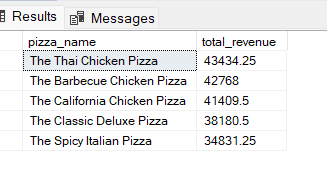 Results Messages
pizza_name total_revenue
The Thai Chicken Pizza 43434.25
The Barbecue Chicken Pizza 42768
The California Chicken Pizza 41409.5
The Classic Deluxe Pizza 38180.5
The Spicy Italian Pizza 34831.25